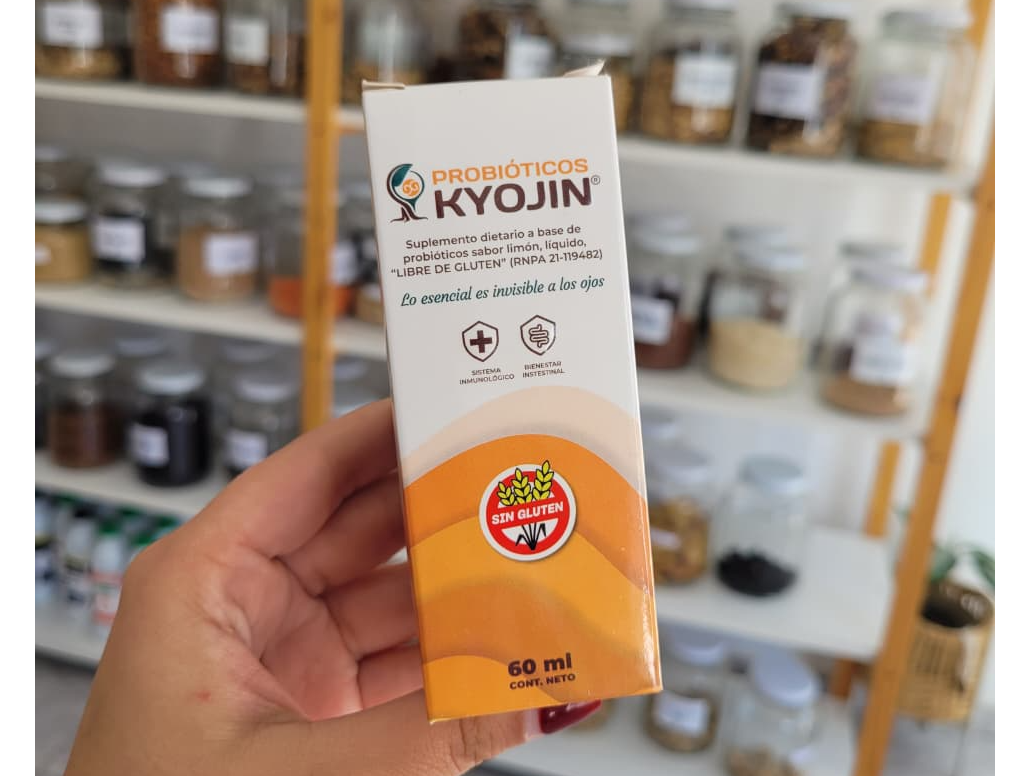 PROBIÓTICOS
KYOJIN®
Suplemento dietario a base de
probióticos sabor limón, líquido,
"LIBRE DE GLUTEN" (RNPA 21-119482)
Lo esencial es invisible a los ojos
SISTEMA
INMUNOLÓGICO
BIENESTAR
INSTESTINAL
SIN GLUTEN
60 ml
CONT. NETO